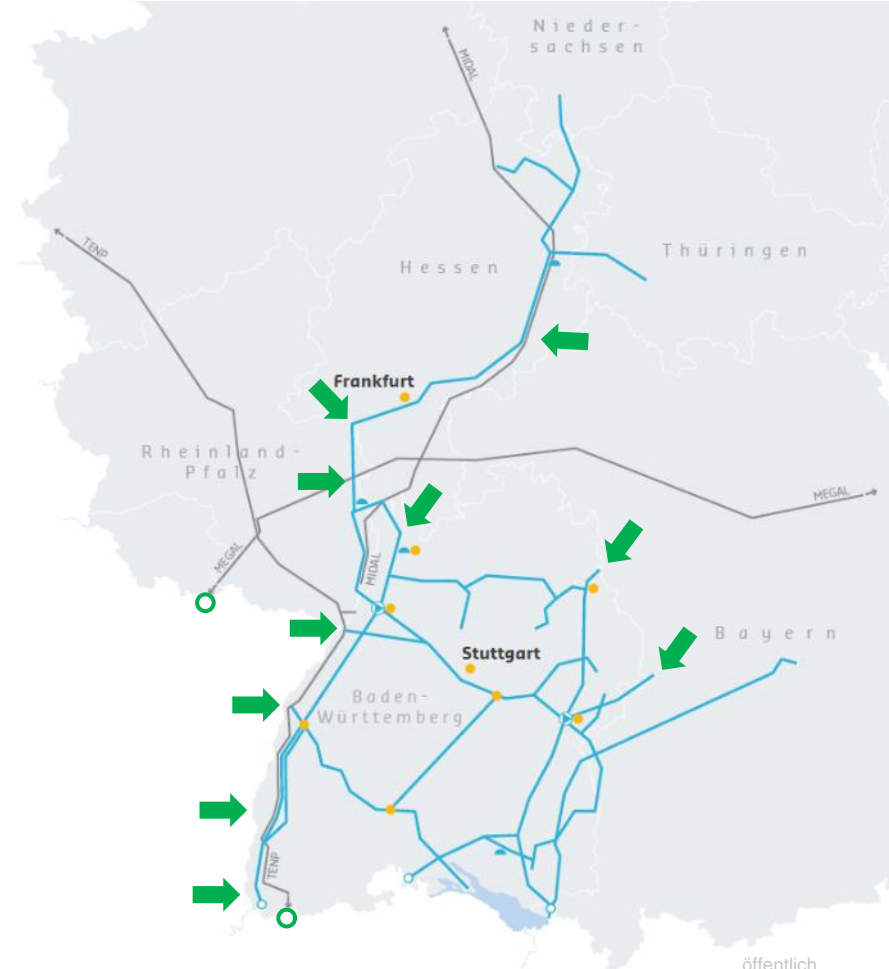 Nieder-
sachsen
MIDAL
TENP
Hessen
Thüringen
Frankfurt
Rheinland-
Pfalz
MEGAL
MEGAL
MIDAL
Stuttgart
Bayern
Baden-
Württemberg
TENP
öffentlich